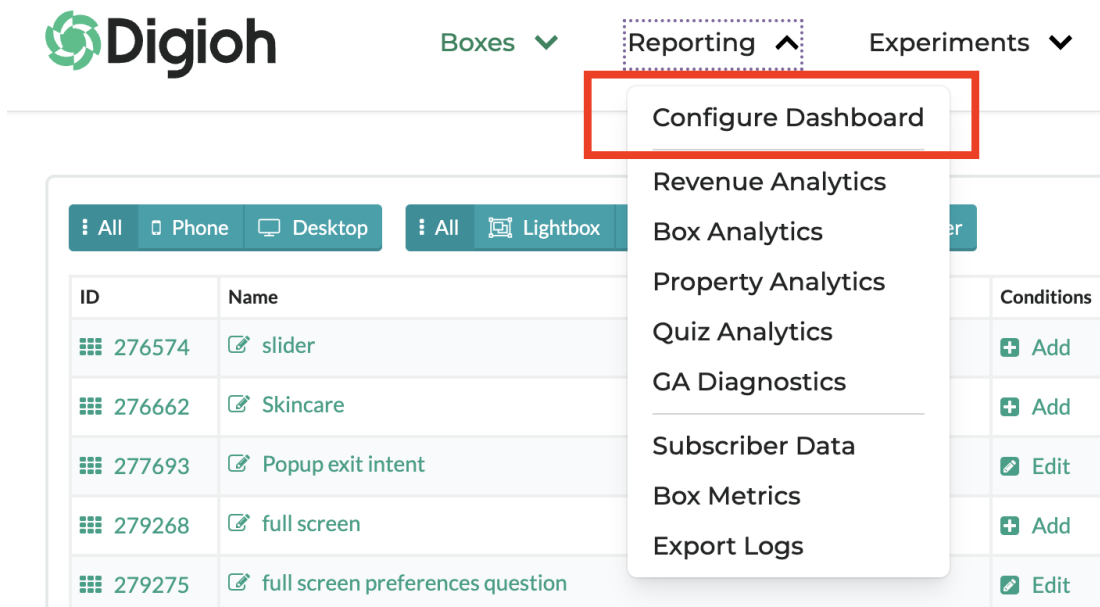 Digioh
Boxes
Reporting
Experiments
Configure Dashboard
Revenue Analytics
Box Analytics
Property Analytics
Quiz Analytics
GA Diagnostics
Subscriber Data
Box Metrics
Export Logs
All Phone Desktop
All Lightbox
ID Name Conditions
276574 slider Add
276662 Skincare Add
277693 Popup exit intent Edit
279268 full screen Add
279275 full screen preferences question Edit